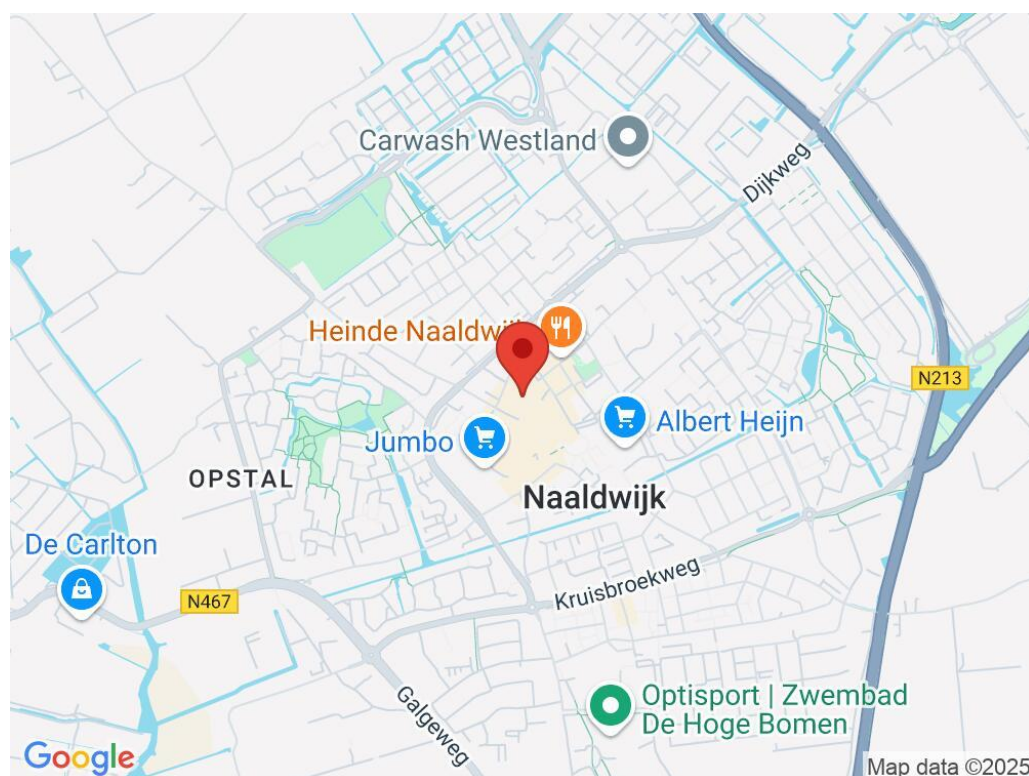 Carwash Westland
Dijkweg
Heinde Naaldwijk
N213
Jumbo
Albert Heijn
OPSTAL
Naaldwijk
De Carlton
N467
Kruisbroekweg
Galgeweg
Optisport | Zwembad
De Hoge Bomen
Google
Map data ©2025